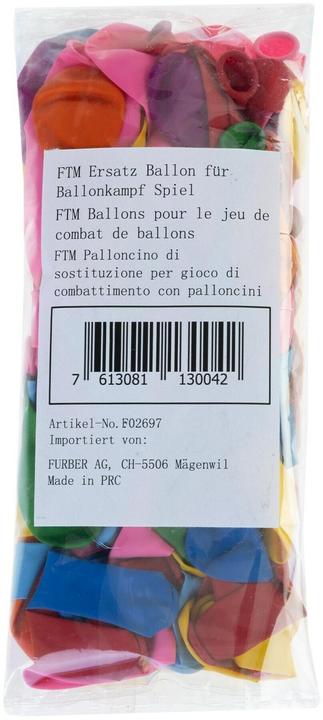 FTM Ersatz Ballon für
Ballonkampf Spiel
FTM Ballons pour le jeu de
combat de ballons
FTM Palloncino di
sostituzione per gioco di
combattimento con palloncini
7 613081 130042
Artikel-No.F02697
Importiert von:
FURBER AG, CH-5506 Mägenwil
Made in PRC